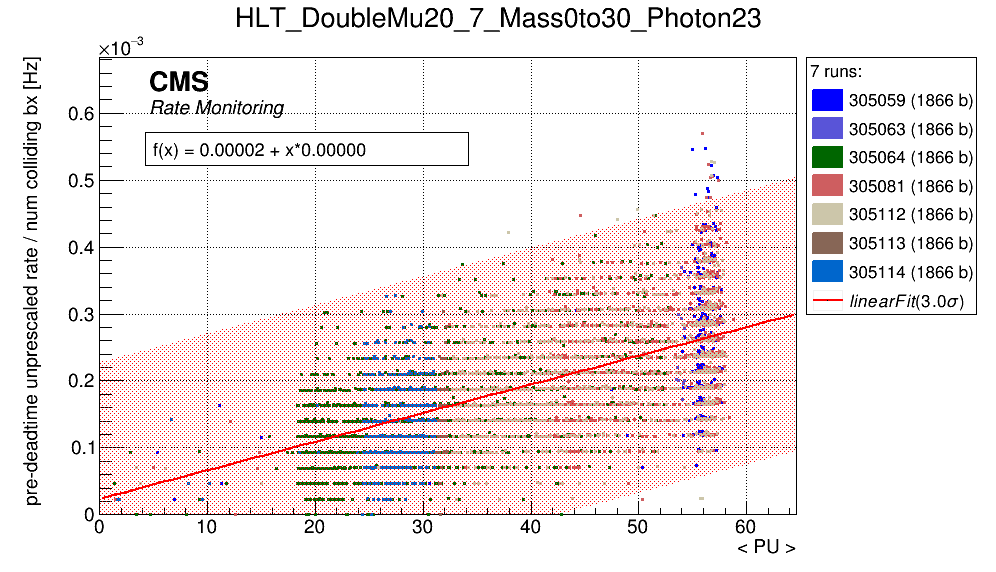 HLT_DoubleMu20_7_Mass0to30_Photon23
×10⁻³
pre-deadtime unprescaled rate / num colliding bx [Hz]
CMS
Rate Monitoring
f(x) = 0.00002 + x*0.00000
0.6
0.5
0.4
0.3
0.2
0.1
0
0 10 20 30 40 50 60
< PU >
7 runs:
305059 (1866 b)
305063 (1866 b)
305064 (1866 b)
305081 (1866 b)
305112 (1866 b)
305113 (1866 b)
305114 (1866 b)
linearFit(3.0σ)